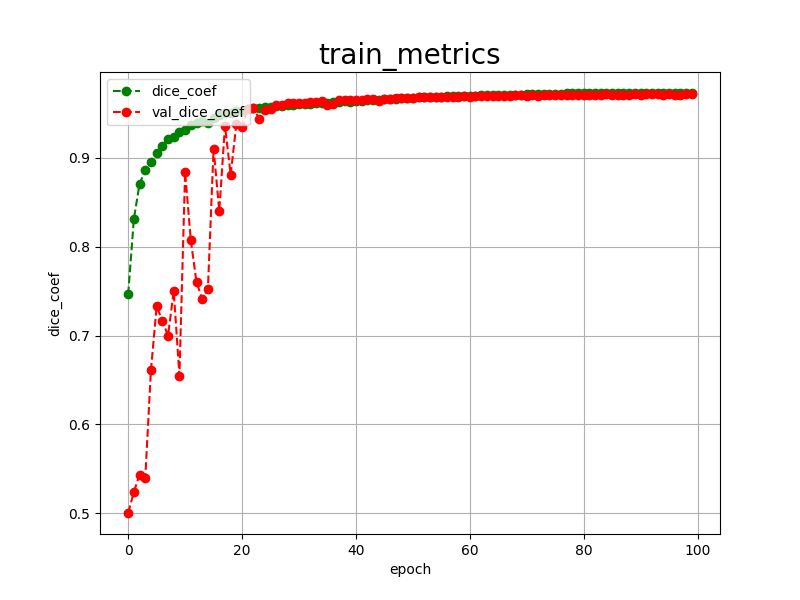 train_metrics
dice_coef
val_dice_coef
0.9
0.8
0.7
0.6
0.5
dice_coef
0 20 40 60 80 100
epoch